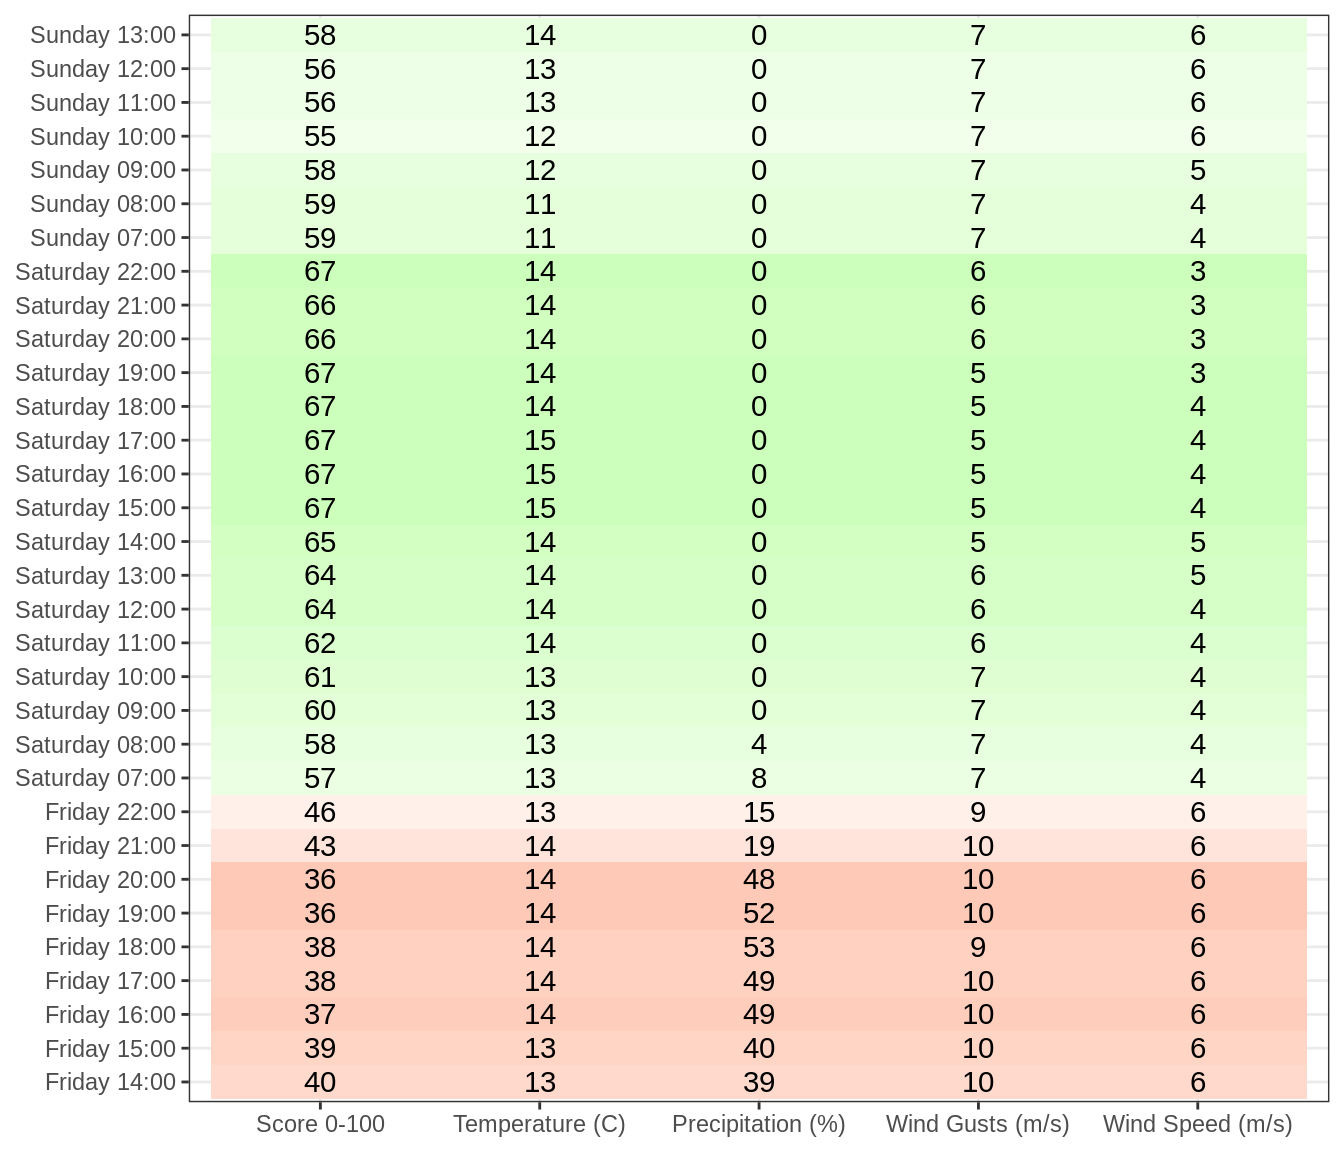 Sunday 13:00 58 14 0 7 6
Sunday 12:00 56 13 0 7 6
Sunday 11:00 56 13 0 7 6
Sunday 10:00 55 12 0 7 6
Sunday 09:00 58 12 0 7 5
Sunday 08:00 59 11 0 7 4
Sunday 07:00 59 11 0 7 4
Saturday 22:00 67 14 0 6 3
Saturday 21:00 66 14 0 6 3
Saturday 20:00 66 14 0 6 3
Saturday 19:00 67 14 0 5 3
Saturday 18:00 67 14 0 5 4
Saturday 17:00 67 15 0 5 4
Saturday 16:00 67 15 0 5 4
Saturday 15:00 67 15 0 5 4
Saturday 14:00 65 14 0 5 5
Saturday 13:00 64 14 0 6 5
Saturday 12:00 64 14 0 6 4
Saturday 11:00 62 14 0 6 4
Saturday 10:00 61 13 0 7 4
Saturday 09:00 60 13 0 7 4
Saturday 08:00 58 13 4 7 4
Saturday 07:00 57 13 8 7 4
Friday 22:00 46 13 15 9 6
Friday 21:00 43 14 19 10 6
Friday 20:00 36 14 48 10 6
Friday 19:00 36 14 52 10 6
Friday 18:00 38 14 53 9 6
Friday 17:00 38 14 49 10 6
Friday 16:00 37 14 49 10 6
Friday 15:00 39 13 40 10 6
Friday 14:00 40 13 39 10 6
Score 0-100 Temperature (C) Precipitation (%) Wind Gusts (m/s) Wind Speed (m/s)